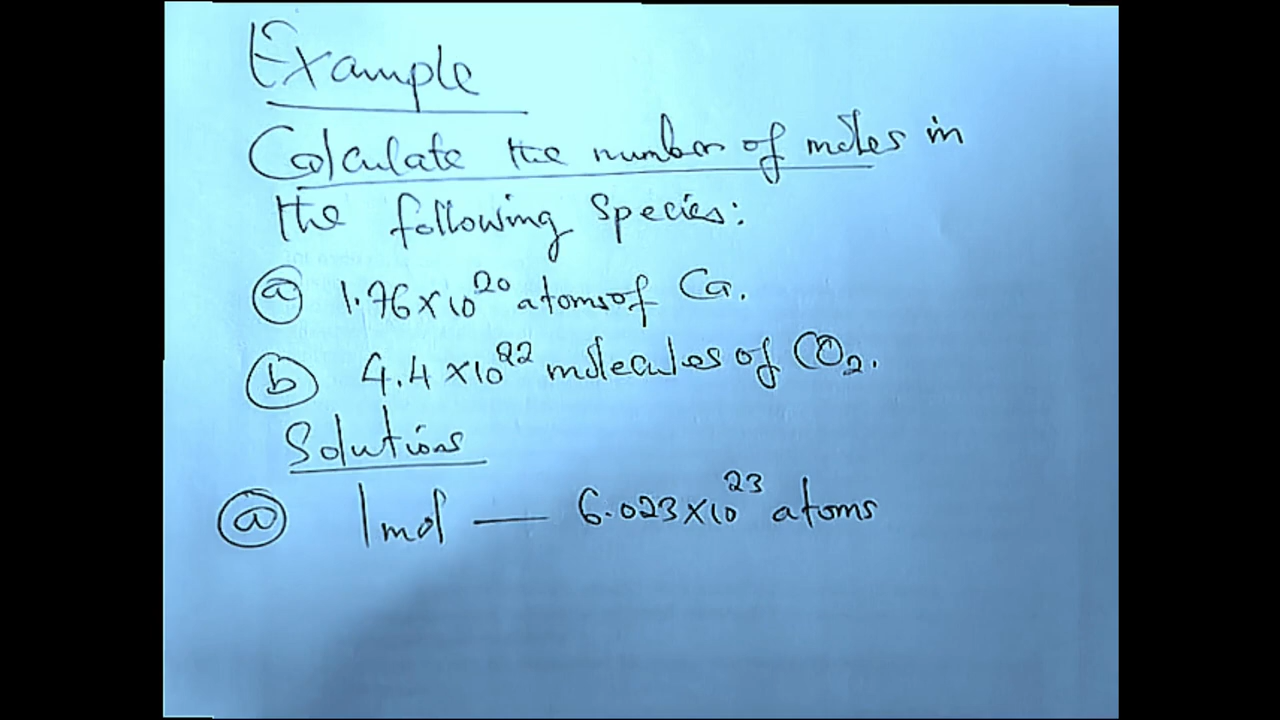 Example
Calculate the number of moles in
the following species:
(a) 1.76×10²⁰ atoms of Ca.
(b) 4.4×10²² molecules of CO₂.
Solutions
(a) 1mol — 6.023×10²³ atoms